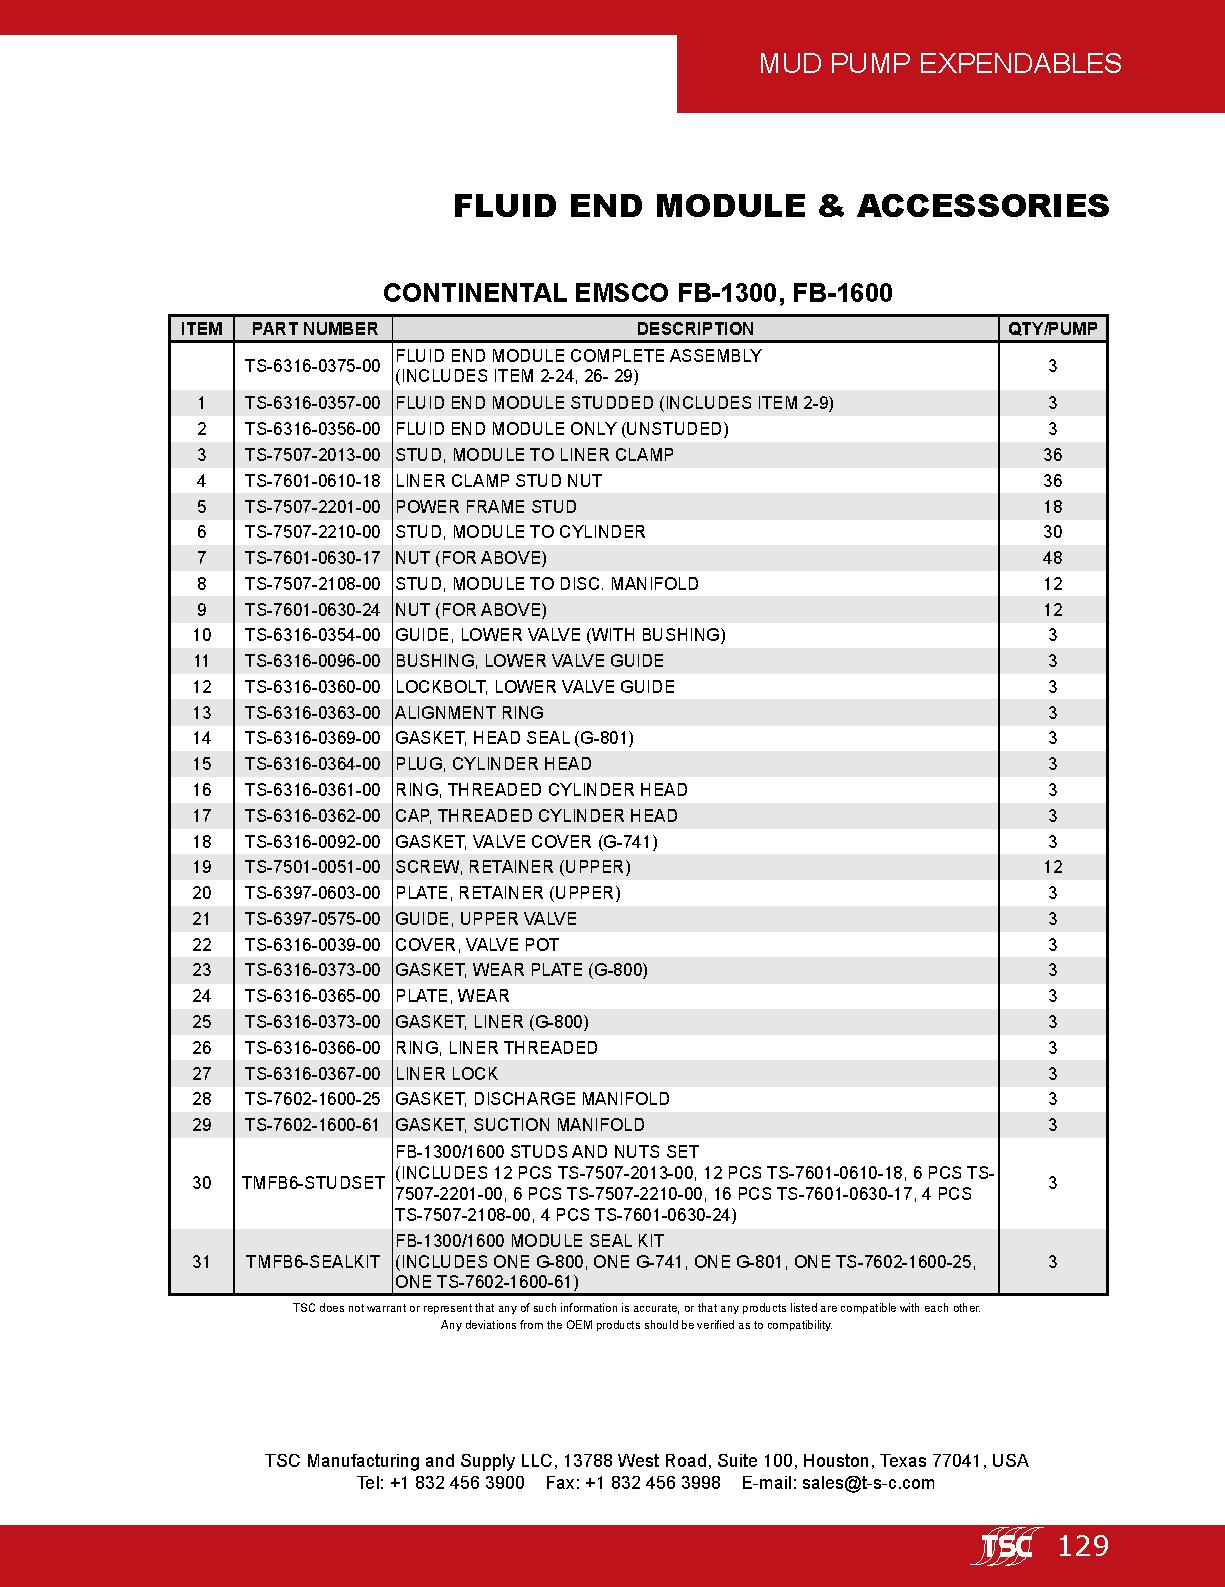 MUD PUMP EXPENDABLES
FLUID END MODULE & ACCESSORIES
CONTINENTAL EMSCO FB-1300, FB-1600
ITEM PART NUMBER DESCRIPTION QTY/PUMP
TS-6316-0375-00 FLUID END MODULE COMPLETE ASSEMBLY
(INCLUDES ITEM 2-24, 26- 29) 3
1 TS-6316-0357-00 FLUID END MODULE STUDDED (INCLUDES ITEM 2-9) 3
2 TS-6316-0356-00 FLUID END MODULE ONLY (UNSTUDED) 3
3 TS-7507-2013-00 STUD, MODULE TO LINER CLAMP 36
4 TS-7601-0610-18 LINER CLAMP STUD NUT 36
5 TS-7507-2201-00 POWER FRAME STUD 18
6 TS-7507-2210-00 STUD, MODULE TO CYLINDER 30
7 TS-7601-0630-17 NUT (FOR ABOVE) 48
8 TS-7507-2108-00 STUD, MODULE TO DISC. MANIFOLD 12
9 TS-7601-0630-24 NUT (FOR ABOVE) 12
10 TS-6316-0354-00 GUIDE, LOWER VALVE (WITH BUSHING) 3
11 TS-6316-0096-00 BUSHING, LOWER VALVE GUIDE 3
12 TS-6316-0360-00 LOCKBOLT, LOWER VALVE GUIDE 3
13 TS-6316-0363-00 ALIGNMENT RING 3
14 TS-6316-0369-00 GASKET, HEAD SEAL (G-801) 3
15 TS-6316-0364-00 PLUG, CYLINDER HEAD 3
16 TS-6316-0361-00 RING, THREADED CYLINDER HEAD 3
17 TS-6316-0362-00 CAP, THREADED CYLINDER HEAD 3
18 TS-6316-0092-00 GASKET, VALVE COVER (G-741) 3
19 TS-7501-0051-00 SCREW, RETAINER (UPPER) 12
20 TS-6397-0603-00 PLATE, RETAINER (UPPER) 3
21 TS-6397-0575-00 GUIDE, UPPER VALVE 3
22 TS-6316-0039-00 COVER, VALVE POT 3
23 TS-6316-0373-00 GASKET, WEAR PLATE (G-800) 3
24 TS-6316-0365-00 PLATE, WEAR 3
25 TS-6316-0373-00 GASKET, LINER (G-800) 3
26 TS-6316-0366-00 RING, LINER THREADED 3
27 TS-6316-0367-00 LINER LOCK 3
28 TS-7602-1600-25 GASKET, DISCHARGE MANIFOLD 3
29 TS-7602-1600-61 GASKET, SUCTION MANIFOLD 3
30 TMFB6-STUDSET FB-1300/1600 STUDS AND NUTS SET
(INCLUDES 12 PCS TS-7507-2013-00, 12 PCS TS-7601-0610-18, 6 PCS TS-
7507-2201-00, 6 PCS TS-7507-2210-00, 16 PCS TS-7601-0630-17, 4 PCS
TS-7507-2108-00, 4 PCS TS-7601-0630-24) 3
31 TMFB6-SEALKIT FB-1300/1600 MODULE SEAL KIT
(INCLUDES ONE G-800, ONE G-741, ONE G-801, ONE TS-7602-1600-25,
ONE TS-7602-1600-61) 3
TSC does not warrant or represent that any of such information is accurate, or that any products listed are compatible with each other.
Any deviations from the OEM products should be verified as to compatibility.
TSC Manufacturing and Supply LLC, 13788 West Road, Suite 100, Houston, Texas 77041, USA
Tel: +1 832 456 3900 Fax: +1 832 456 3998 E-mail: sales@t-s-c.com
TSC 129